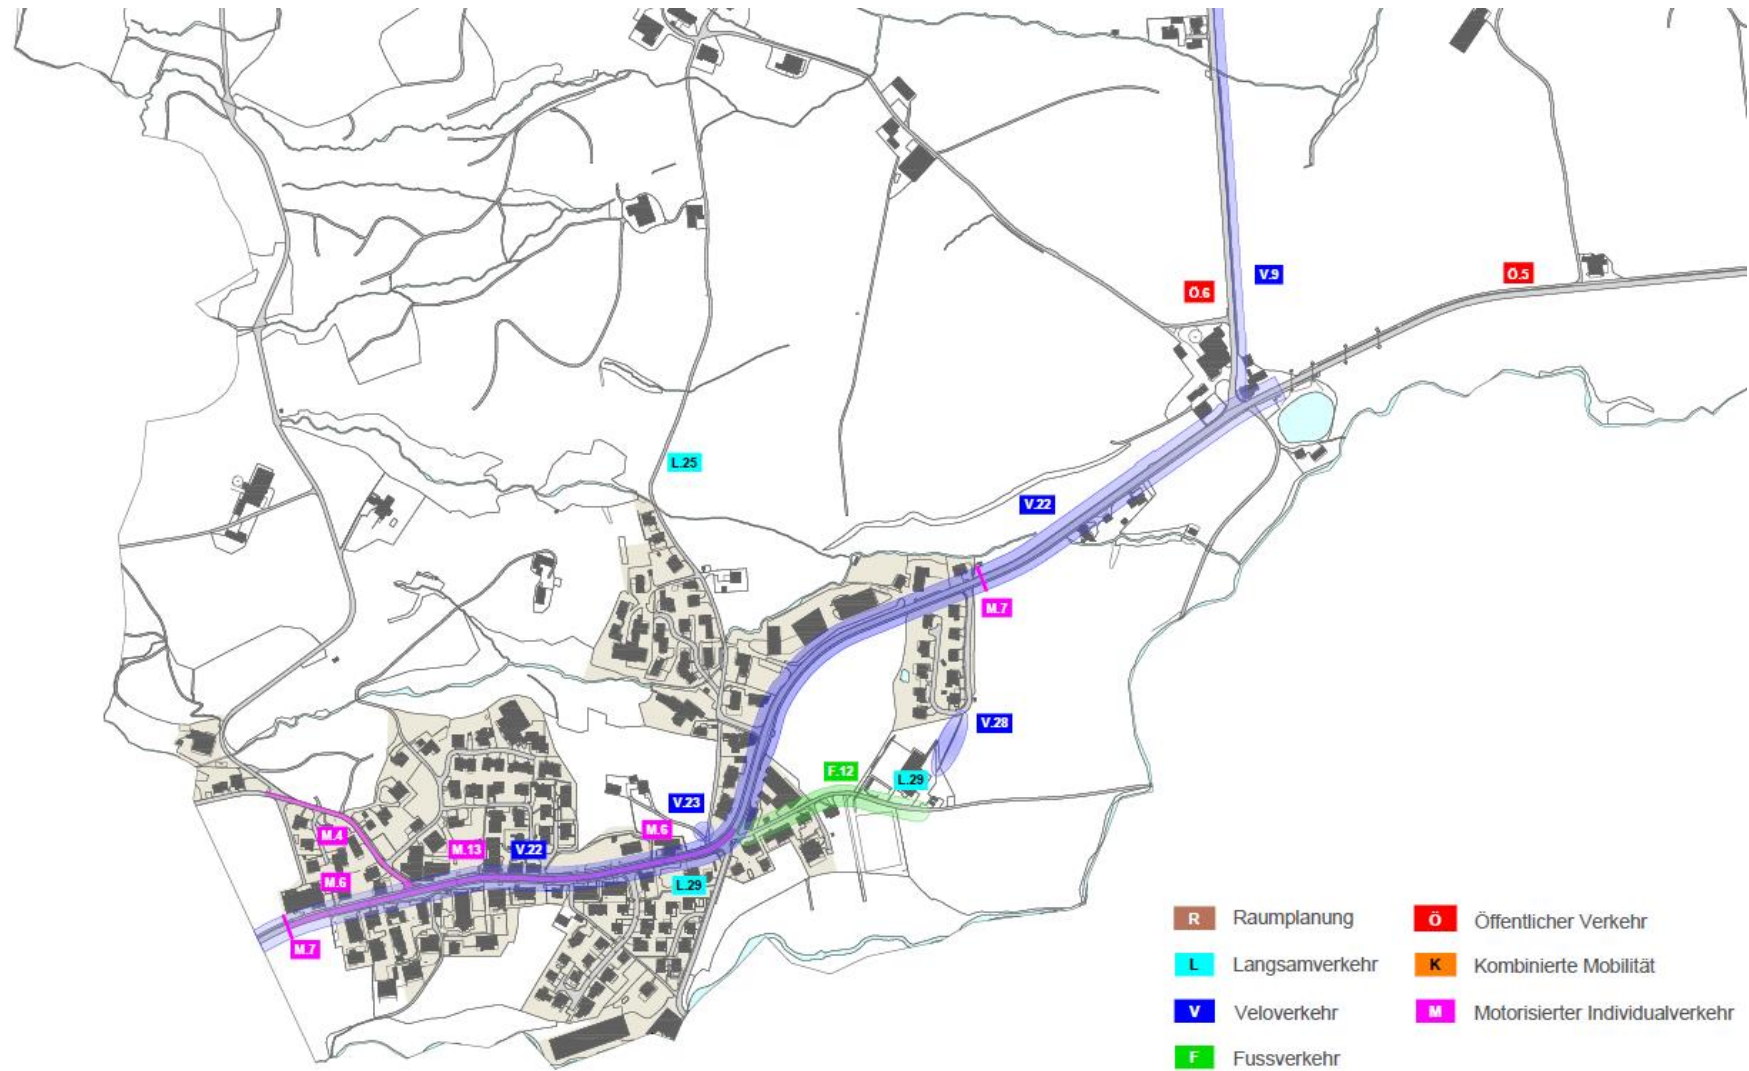 Ö.5
V.9
Ö.6
L.25
V.22
M.7
V.28
F.12
L.29
V.23
M.6
M.4
M.13
V.22
M.6
L.29
M.7
R Raumplanung
L Langsamverkehr
V Veloverkehr
F Fussverkehr
Ö Öffentlicher Verkehr
K Kombinierte Mobilität
M Motorisierter Individualverkehr